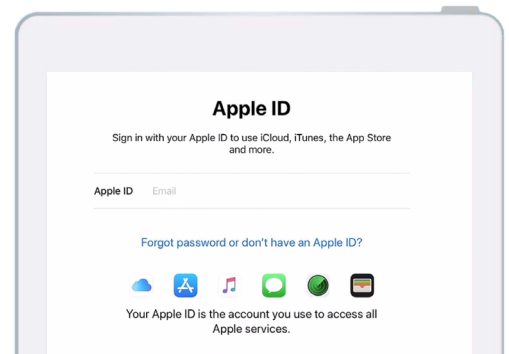 Apple ID
Sign in with your Apple ID to use iCloud, iTunes, the App Store
and more.
Apple ID Email
Forgot password or don't have an Apple ID?
Your Apple ID is the account you use to access all
Apple services.